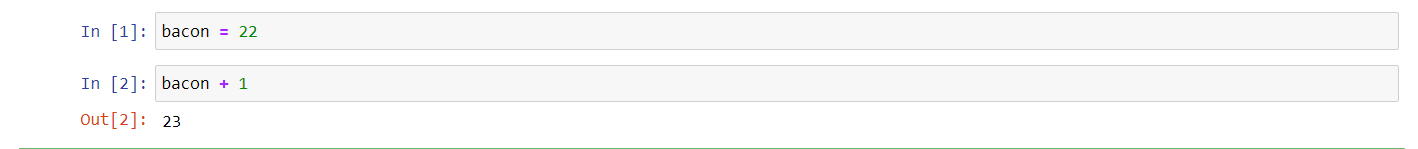 In [1]: bacon = 22
In [2]: bacon + 1
Out[2]: 23